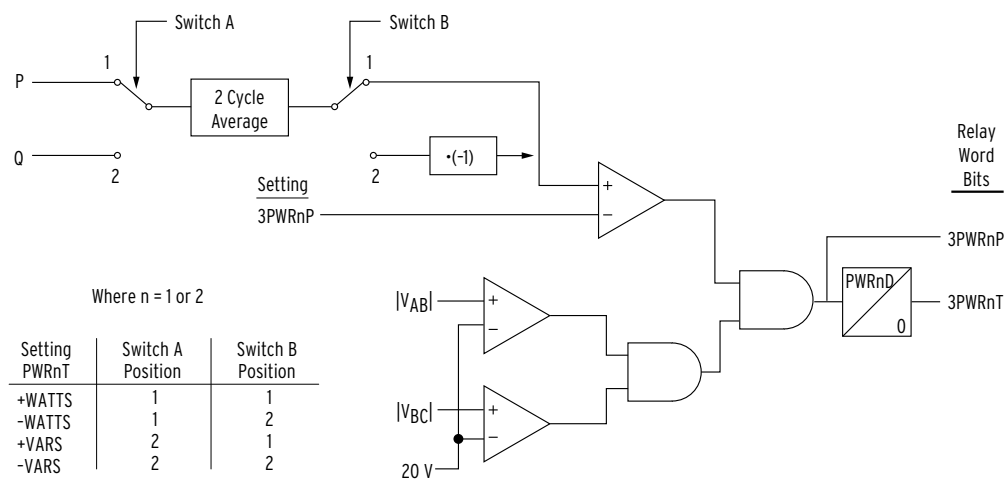 Switch A
Switch B
1
1
P
2 Cycle
Average
Q
2
2
•(–1)
Relay
Word
Bits
Setting
3PWRnP
+
–
3PWRnP
Where n = 1 or 2
|VAB|
+
–
PWRnD
0
3PWRnT
Setting
PWRnT
Switch A
Position
Switch B
Position
+WATTS 1 1
–WATTS 1 2
+VARS 2 1
–VARS 2 2
|VBC|
+
–
20 V